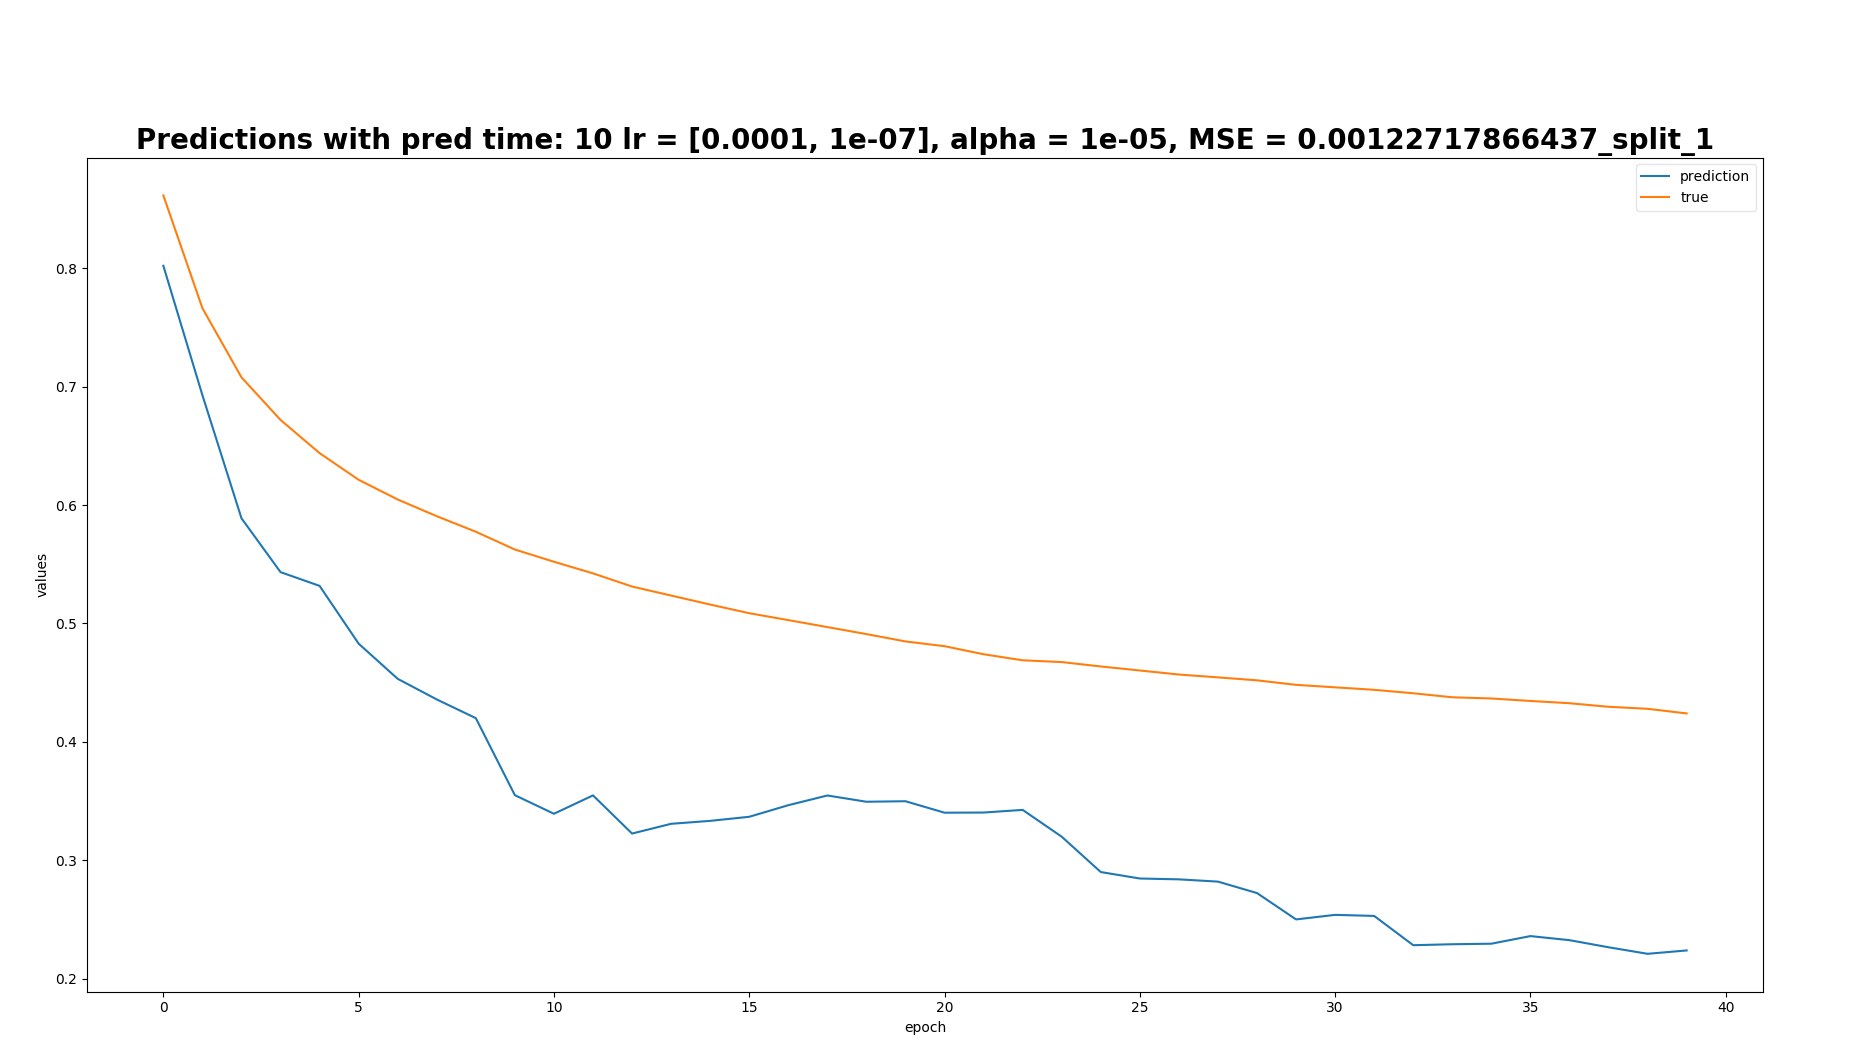 Predictions with pred time: 10 lr = [0.0001, 1e-07], alpha = 1e-05, MSE = 0.00122717866437_split_1
prediction
true
values
0.8
0.7
0.6
0.5
0.4
0.3
0.2
0 5 10 15 20 25 30 35 40
epoch